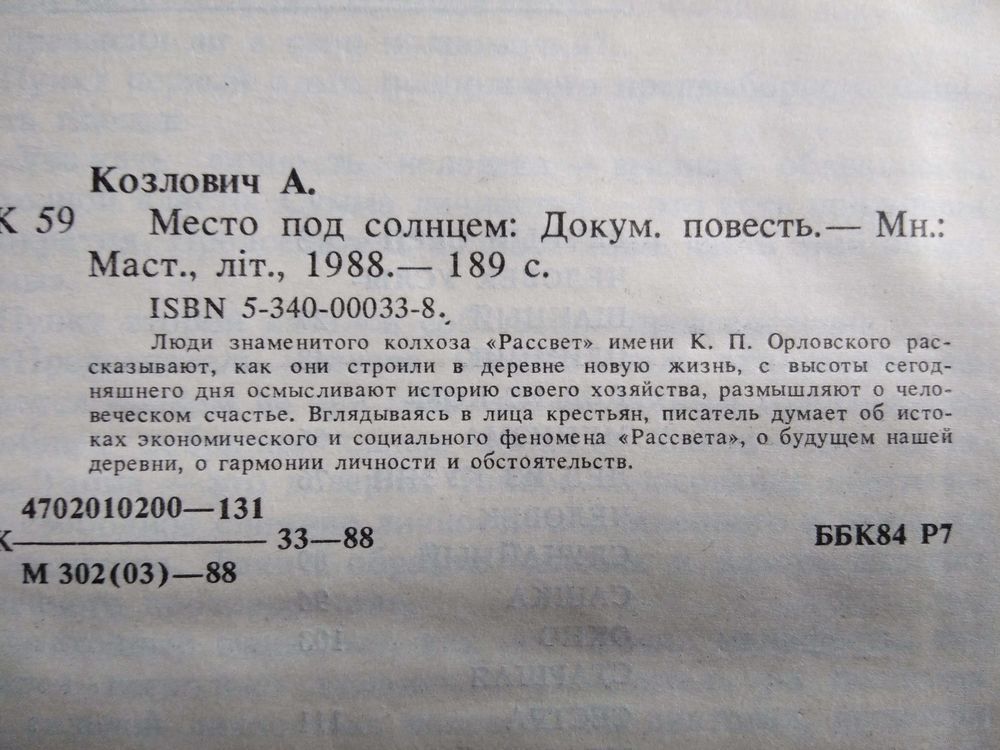 Козлович А.
К 59 Место под солнцем: Докум. повесть.— Мн.:
Маст., літ., 1988.— 189 с.
ISBN 5-340-00033-8.
Люди знаменитого колхоза «Рассвет» имени К. П. Орловского рас-
сказывают, как они строили в деревне новую жизнь, с высоты сегод-
няшнего дня осмысливают историю своего хозяйства, размышляют о чело-
веческом счастье. Вглядываясь в лица крестьян, писатель думает об исто-
ках экономического и социального феномена «Рассвета», о будущем нашей
деревни, о гармонии личности и обстоятельств.
4702010200—131
К———— 33—88 ББК84 Р7
М 302(03)—88